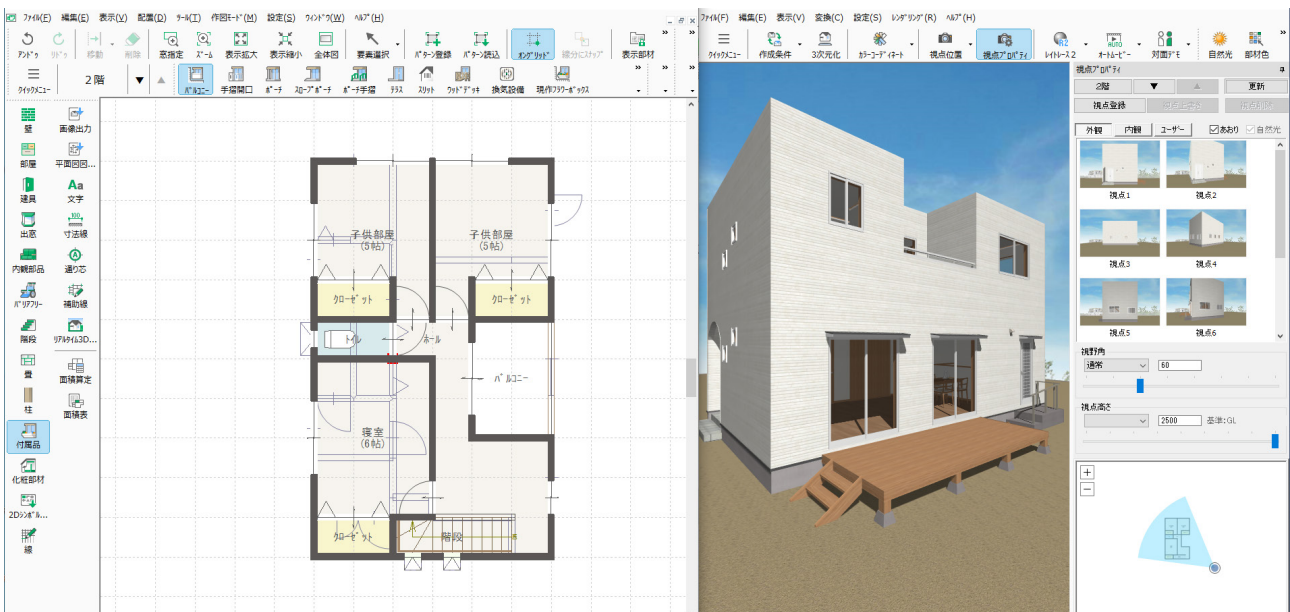 ﾌｧｲﾙ(F) 編集(E) 表示(V) 配置(D) ﾂｰﾙ(L) 作図ﾓｰﾄﾞ(M) 設定(S) ｳｨﾝﾄﾞｳ(W) ﾍﾙﾌﾟ(H)
ｱﾝﾄﾞｩ ﾘﾄﾞｩ 移動 削除 窓指定 ｽﾞｰﾑ 表示拡大 表示縮小 全体図 要素選択 ﾊﾟﾀｰﾝ登録 ﾊﾟﾀｰﾝ読込 ｵﾝｸﾞﾘｯﾄﾞ 線分にｽﾅｯﾌﾟ 表示部材
ｸｲｯｸﾒﾆｭｰ 2階 ▼ ▲ ﾊﾞﾙｺﾆｰ 手摺開口 ﾎﾟｰﾁ ｽﾛｰﾌﾟﾎﾟｰﾁ ﾎﾟｰﾁ手摺 ﾃﾗｽ ｽﾘｯﾄ ｳｯﾄﾞﾃﾞｯｷ 換気設備 現作ﾌﾗﾜｰﾎﾞｯｸｽ
壁 画像出力
部屋 平面図図...
建具 文字
出窓 寸法線
内観部品 通り芯
ﾊﾞﾘｱﾌﾘｰ 補助線
階段 ﾘｱﾙﾀｲﾑ3D...
畳 面積算定
柱 面積表
付属品
化粧部材
2Dｼﾝﾎﾞﾙ...
線
子供部屋
(5帖)
子供部屋
(5帖)
ｸﾛｰｾﾞｯﾄ
ｸﾛｰｾﾞｯﾄ
ﾄｲﾚ
ﾎｰﾙ
ﾊﾞﾙｺﾆｰ
寝室
(6帖)
ｸﾛｰｾﾞｯﾄ
階段
ﾌｧｲﾙ(F) 編集(E) 表示(V) 変換(C) 設定(S) ﾚﾝﾀﾞﾘﾝｸﾞ(R) ﾍﾙﾌﾟ(H)
ｸｲｯｸﾒﾆｭｰ 作成条件 3次元化 ｶﾗｰｺｰﾃﾞｨﾈｰﾄ 視点位置 視点ﾌﾟﾛﾊﾟﾃｨ ﾚｲﾄﾚｰｽ2 ｵｰﾄﾑｰﾋﾞｰ 対面ﾃﾞﾓ 自然光 部材色
視点ﾌﾟﾛﾊﾟﾃｨ
2階 ▼ ▲ 更新
視点登録 視点上書き 視点削除
外観 内観 ﾕｰｻﾞｰ あおり 自然光
視点1 視点2
視点3 視点4
視点5 視点6
視野角
通常 60
視点高さ
2500 基準:GL